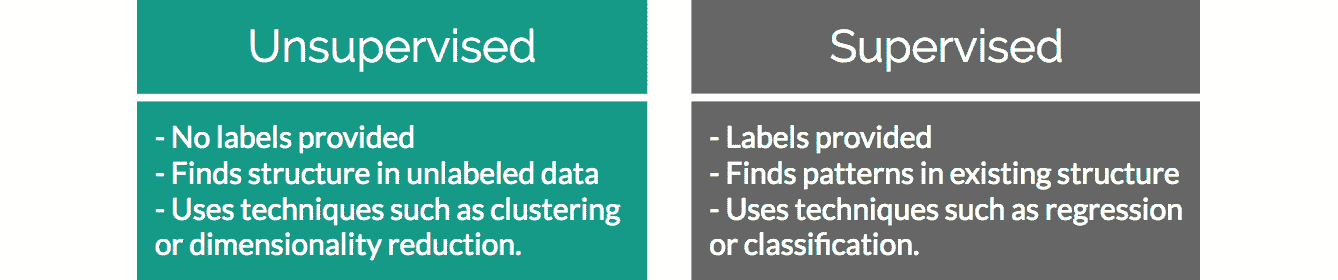 Unsupervised
- No labels provided
- Finds structure in unlabeled data
- Uses techniques such as clustering
or dimensionality reduction.
Supervised
- Labels provided
- Finds patterns in existing structure
- Uses techniques such as regression
or classification.